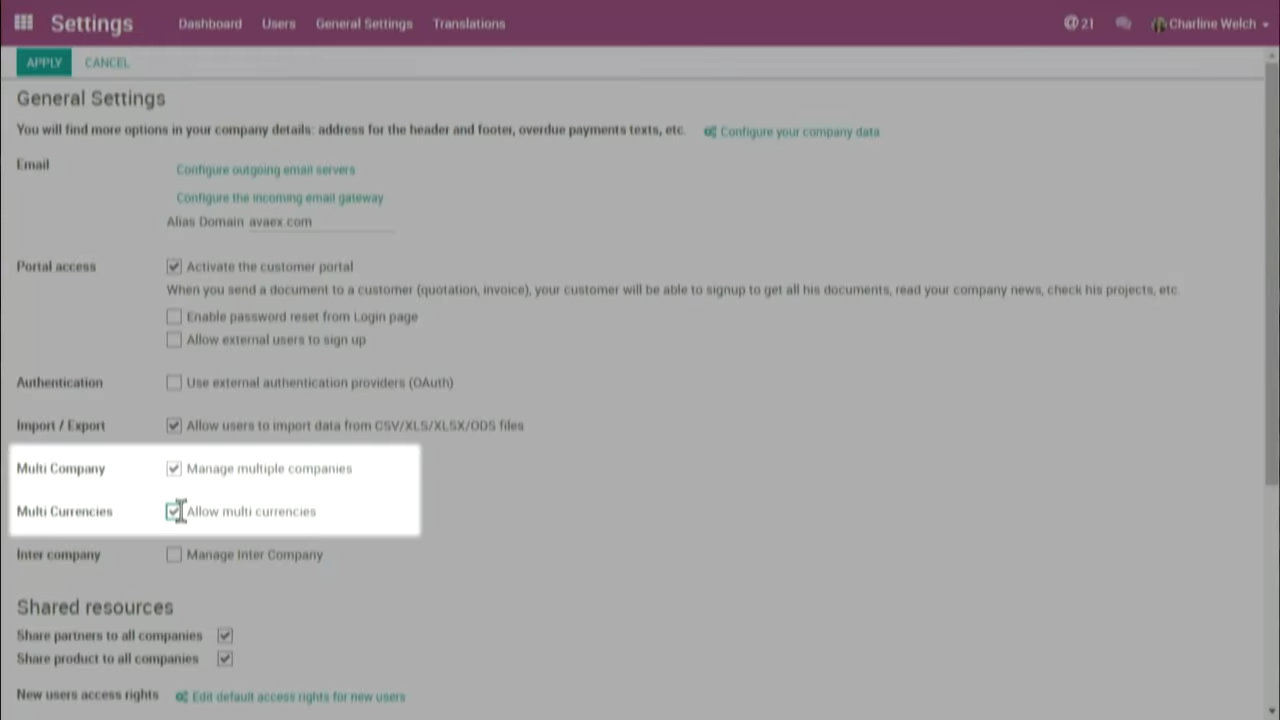 Settings Dashboard Users General Settings Translations @ 21 Charline Welch
APPLY CANCEL
General Settings
You will find more options in your company details: address for the header and footer, overdue payments texts, etc. Configure your company data
Email Configure outgoing email servers
Configure the incoming email gateway
Alias Domain avaex.com
Portal access Activate the customer portal
When you send a document to a customer (quotation, invoice), your customer will be able to signup to get all his documents, read your company news, check his projects, etc.
Enable password reset from Login page
Allow external users to sign up
Authentication Use external authentication providers (OAuth)
Import / Export Allow users to import data from CSV/XLS/XLSX/ODS files
Multi Company Manage multiple companies
Multi Currencies Allow multi currencies
Inter company Manage Inter Company
Shared resources
Share partners to all companies
Share product to all companies
New users access rights Edit default access rights for new users